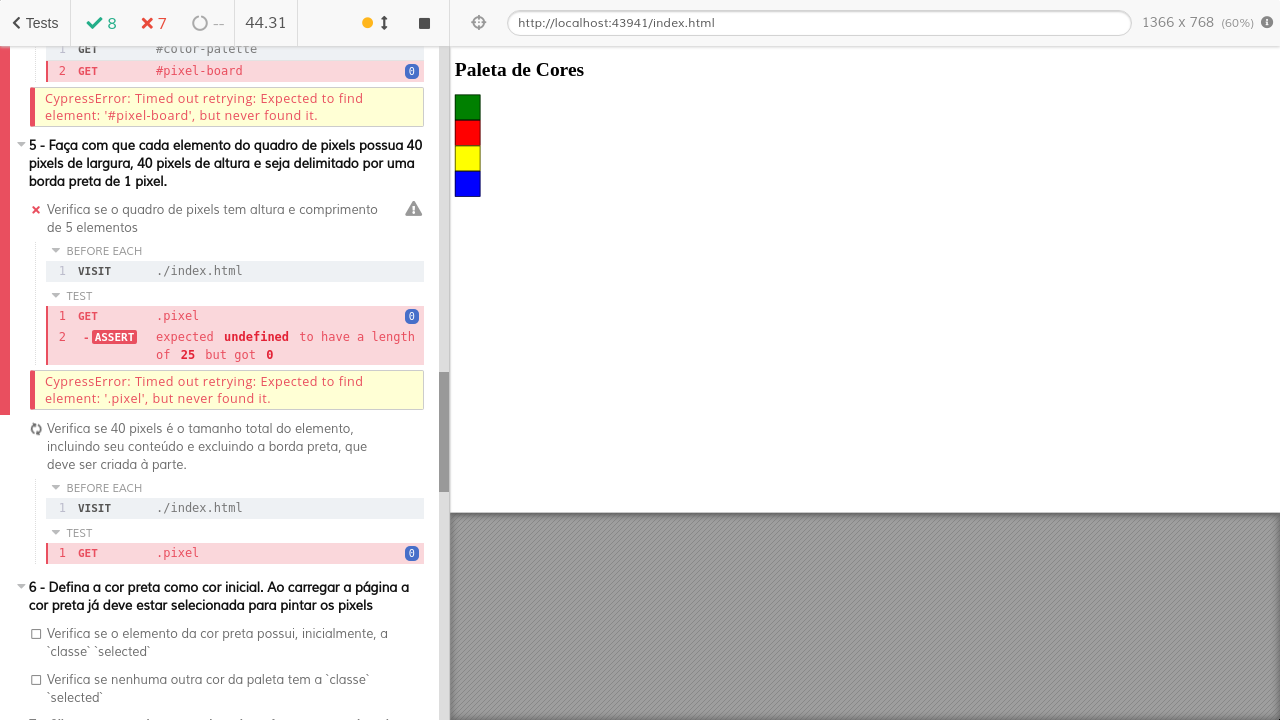 Tests 8 7 -- 44.31 http://localhost:43941/index.html 1366 x 768 (60%)
1 GET #color-palette
2 GET #pixel-board 0
CypressError: Timed out retrying: Expected to find
element: '#pixel-board', but never found it.
5 - Faça com que cada elemento do quadro de pixels possua 40
pixels de largura, 40 pixels de altura e seja delimitado por uma
borda preta de 1 pixel.
Verifica se o quadro de pixels tem altura e comprimento
de 5 elementos
BEFORE EACH
1 VISIT ./index.html
TEST
1 GET .pixel 0
2 -ASSERT expected undefined to have a length
of 25 but got 0
CypressError: Timed out retrying: Expected to find
element: '.pixel', but never found it.
Verifica se 40 pixels é o tamanho total do elemento,
incluindo seu conteúdo e excluindo a borda preta, que
deve ser criada à parte.
BEFORE EACH
1 VISIT ./index.html
TEST
1 GET .pixel 0
6 - Defina a cor preta como cor inicial. Ao carregar a página a
cor preta já deve estar selecionada para pintar os pixels
Verifica se o elemento da cor preta possui, inicialmente, a
`classe` `selected`
Verifica se nenhuma outra cor da paleta tem a `classe`
`selected`
Paleta de Cores